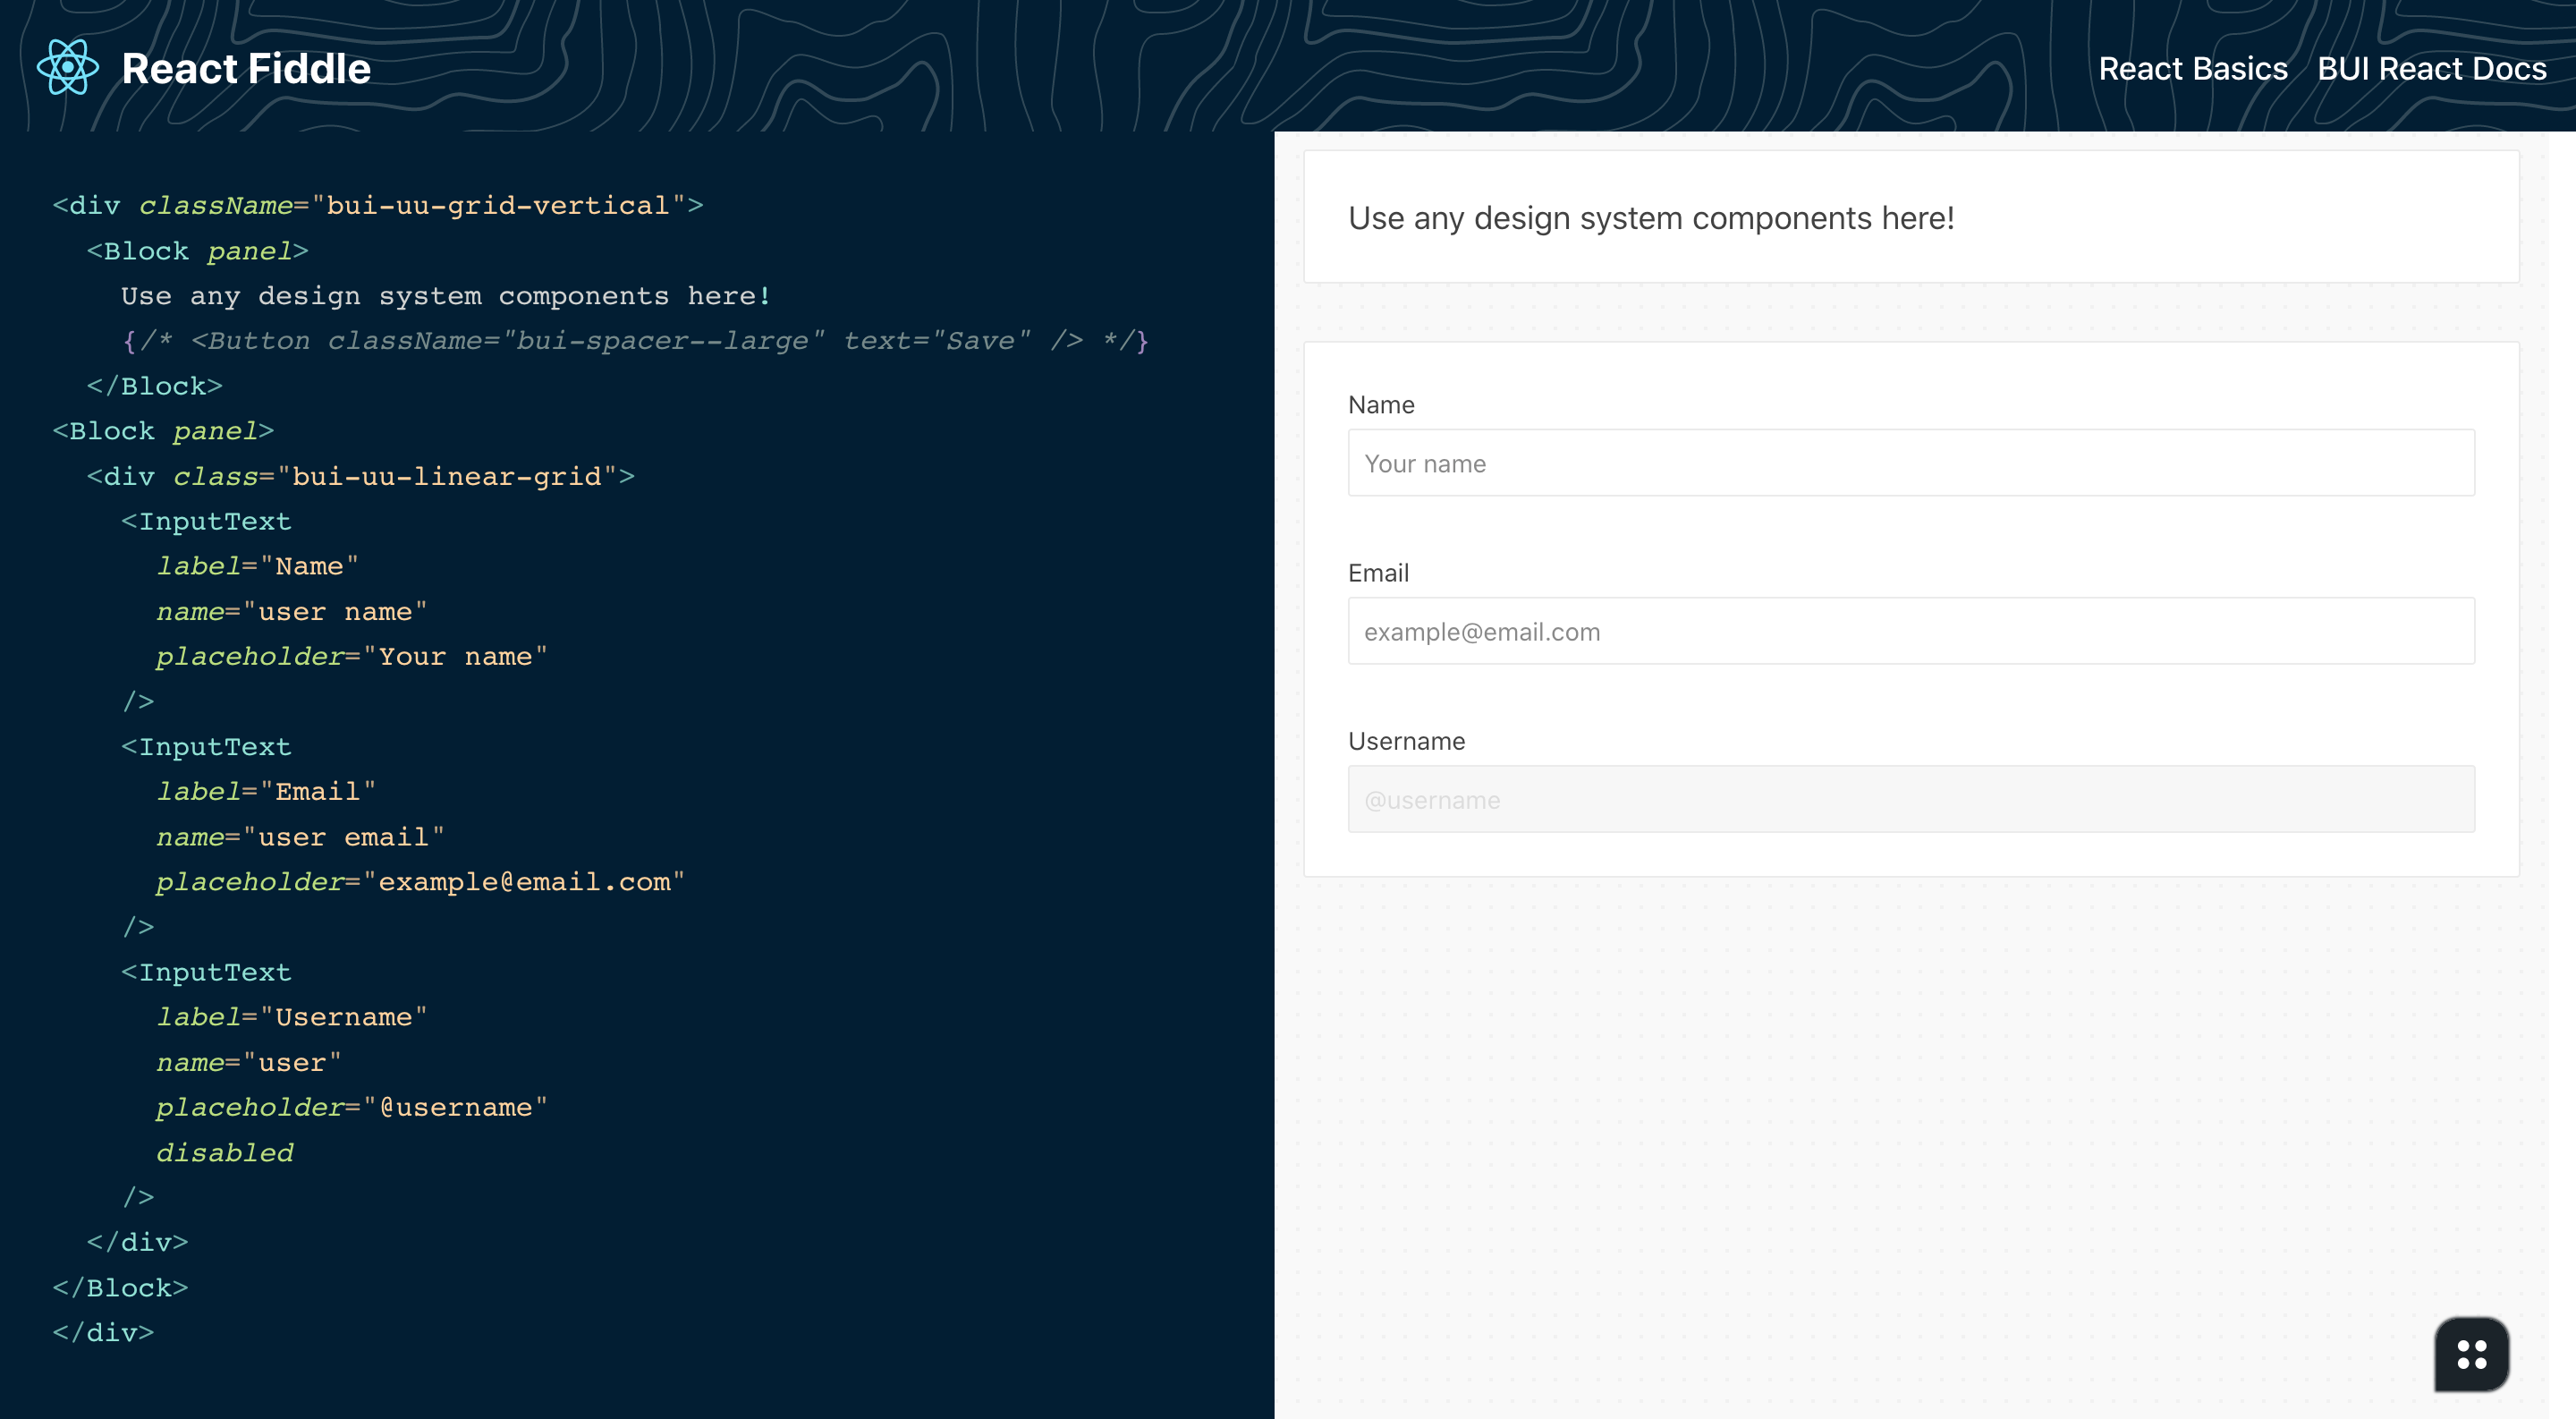 React Fiddle
React Basics
BUI React Docs
<div className="bui-uu-grid-vertical">
<Block panel>
Use any design system components here!
{/* <Button className="bui-spacer--large" text="Save" /> */}
</Block>
<Block panel>
<div class="bui-uu-linear-grid">
<InputText
label="Name"
name="user name"
placeholder="Your name"
/>
<InputText
label="Email"
name="user email"
placeholder="example@email.com"
/>
<InputText
label="Username"
name="user"
placeholder="@username"
disabled
/>
</div>
</Block>
</div>
Use any design system components here!
Name
Your name
Email
example@email.com
Username
@username